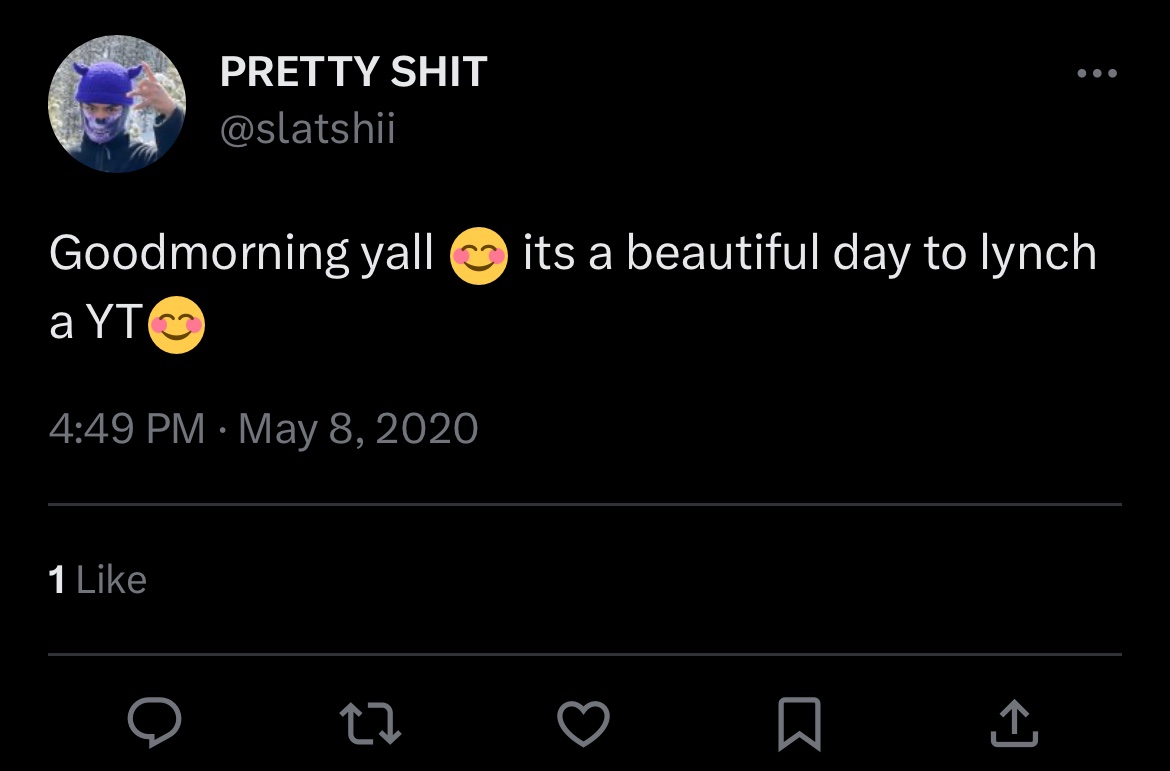 PRETTY SHIT
@slatshii
Goodmorning yall 😊 its a beautiful day to lynch
a YT😊
4:49 PM · May 8, 2020
1 Like